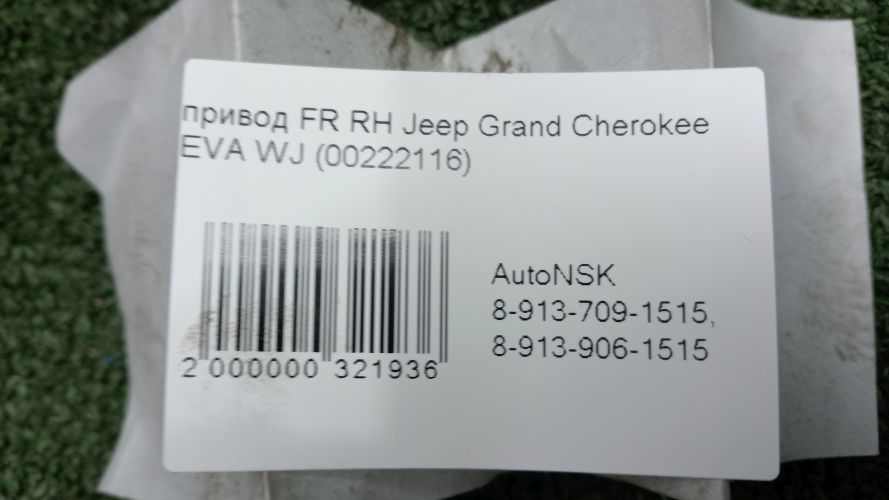 привод FR RH Jeep Grand Cherokee
EVA WJ (00222116)
AutoNSK
8-913-709-1515,
8-913-906-1515
2 000000 321936